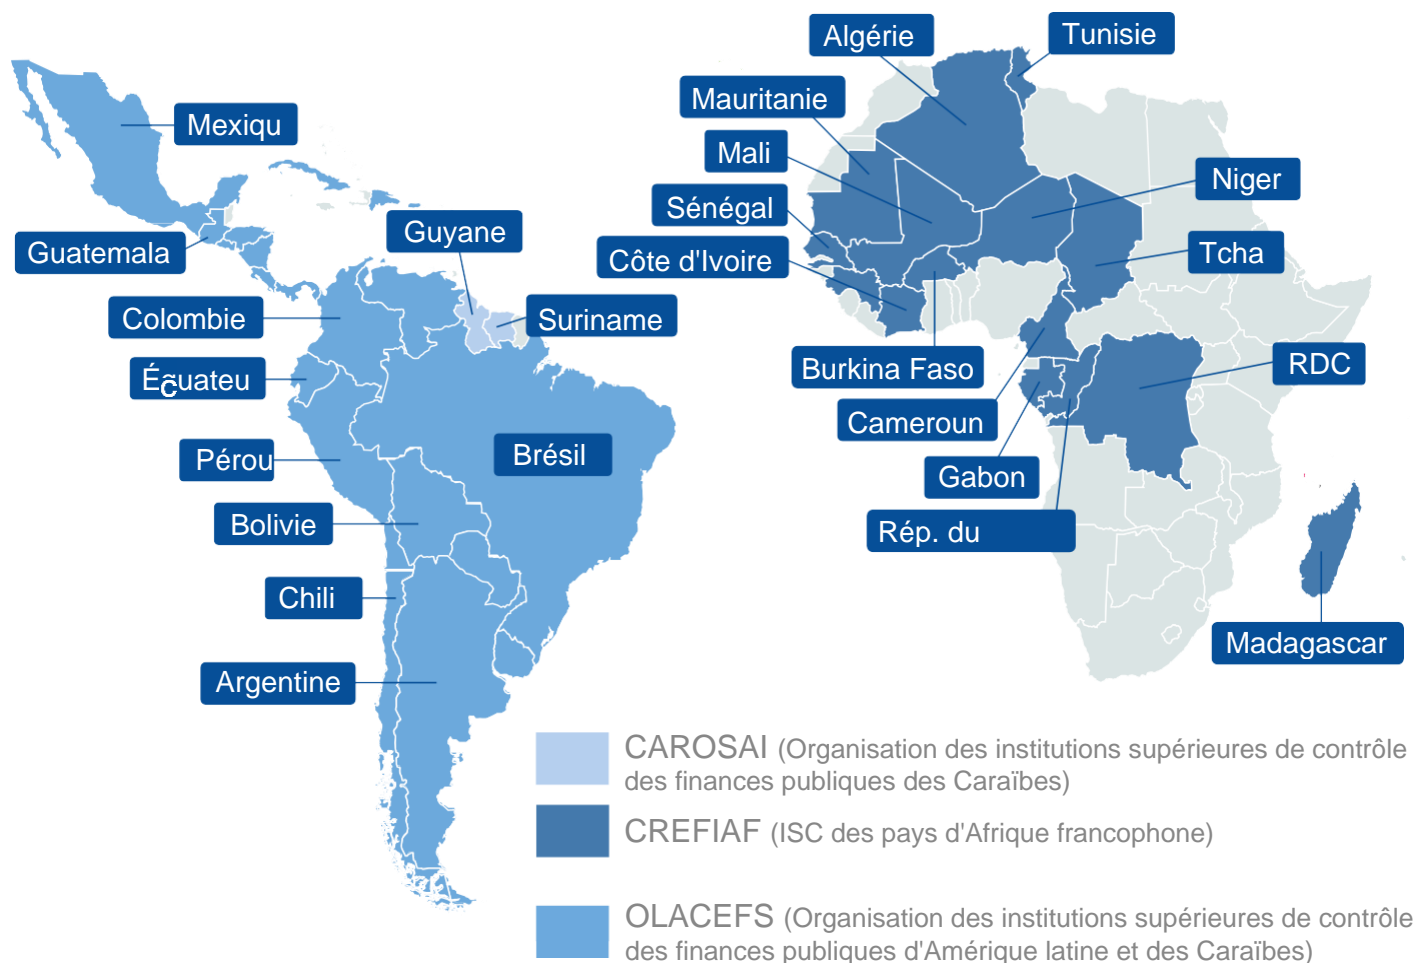 Algérie
Tunisie
Mexiqu
Mauritanie
Mali
Niger
Sénégal
Guyane
Guatemala
Côte d'Ivoire
Tcha
Colombie
Suriname
Burkina Faso
RDC
Équateu
c
Cameroun
Pérou
Brésil
Gabon
Bolivie
Rép. du
Chili
Madagascar
Argentine
CAROSAI (Organisation des institutions supérieures de contrôle
des finances publiques des Caraïbes)
CREFIAF (ISC des pays d'Afrique francophone)
OLACEFS (Organisation des institutions supérieures de contrôle
des finances publiques d'Amérique latine et des Caraïbes)